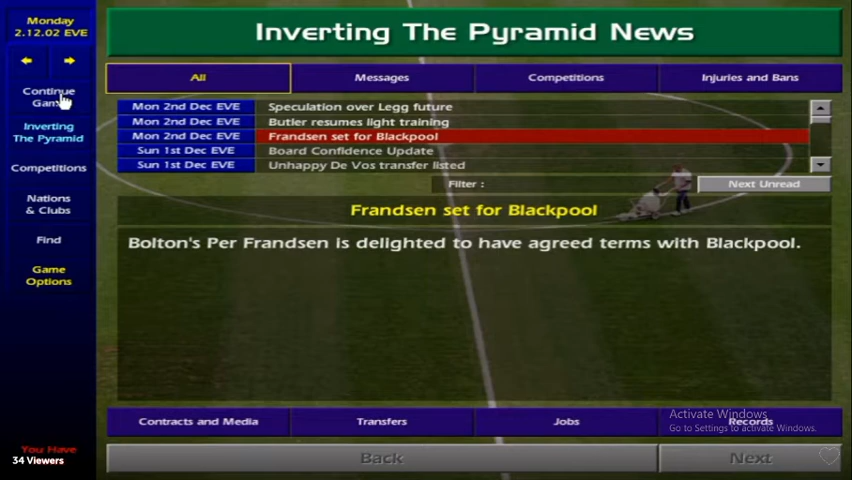 Monday
2.12.02 EVE
Inverting The Pyramid News
All
Messages
Competitions
Injuries and Bans
Continue
Game
Inverting
The Pyramid
Competitions
Nations
& Clubs
Find
Game
Options
Mon 2nd Dec EVE Speculation over Legg future
Mon 2nd Dec EVE Butler resumes light training
Mon 2nd Dec EVE Frandsen set for Blackpool
Sun 1st Dec EVE Board Confidence Update
Sun 1st Dec EVE Unhappy De Vos transfer listed
Filter :
Next Unread
Frandsen set for Blackpool
Bolton's Per Frandsen is delighted to have agreed terms with Blackpool.
Contracts and Media
Transfers
Jobs
Records
Activate Windows
Go to Settings to activate Windows.
You Have
34 Viewers
Back
Next